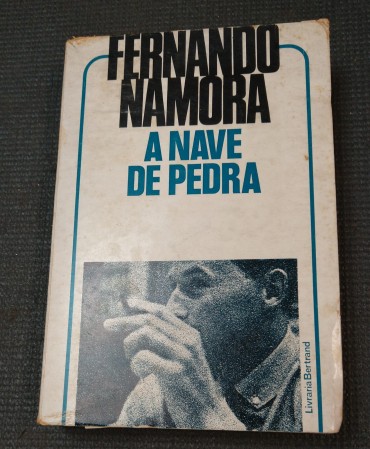 FERNANDO
NAMORA
A NAVE
DE PEDRA
Livraria Bertrand